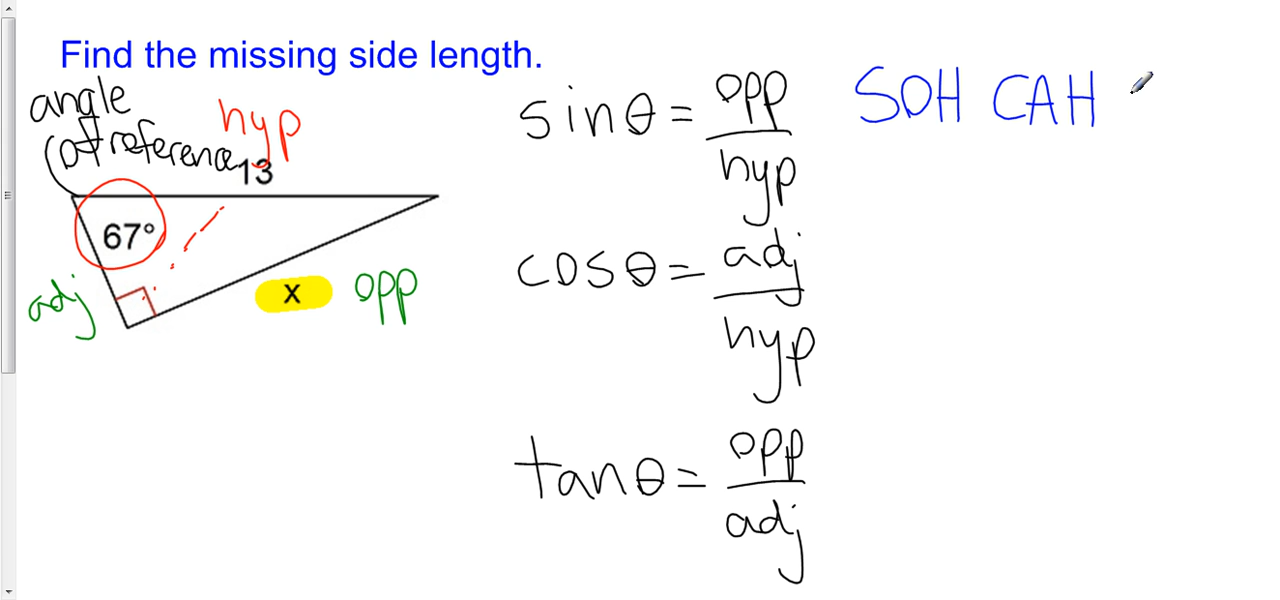 Find the missing side length.
angle
of reference
hyp
13
67°
adj
x
opp
sinθ = opp
hyp
cosθ = adj
hyp
tanθ = opp
adj
SOH CAH